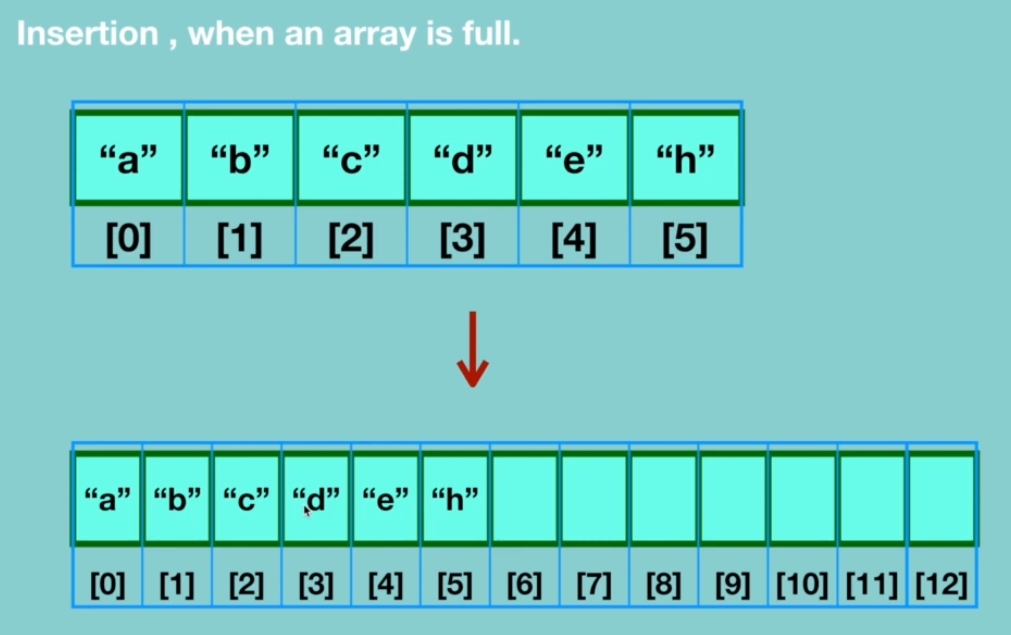 Insertion , when an array is full.
“a” “b” “c” “d” “e” “h”
[0] [1] [2] [3] [4] [5]
“a” “b” “c” “d” “e” “h”
[0] [1] [2] [3] [4] [5] [6] [7] [8] [9] [10] [11] [12]